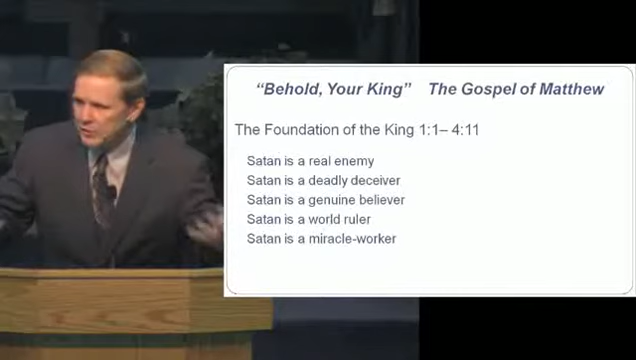 “Behold, Your King” The Gospel of Matthew
The Foundation of the King 1:1– 4:11
Satan is a real enemy
Satan is a deadly deceiver
Satan is a genuine believer
Satan is a world ruler
Satan is a miracle-worker